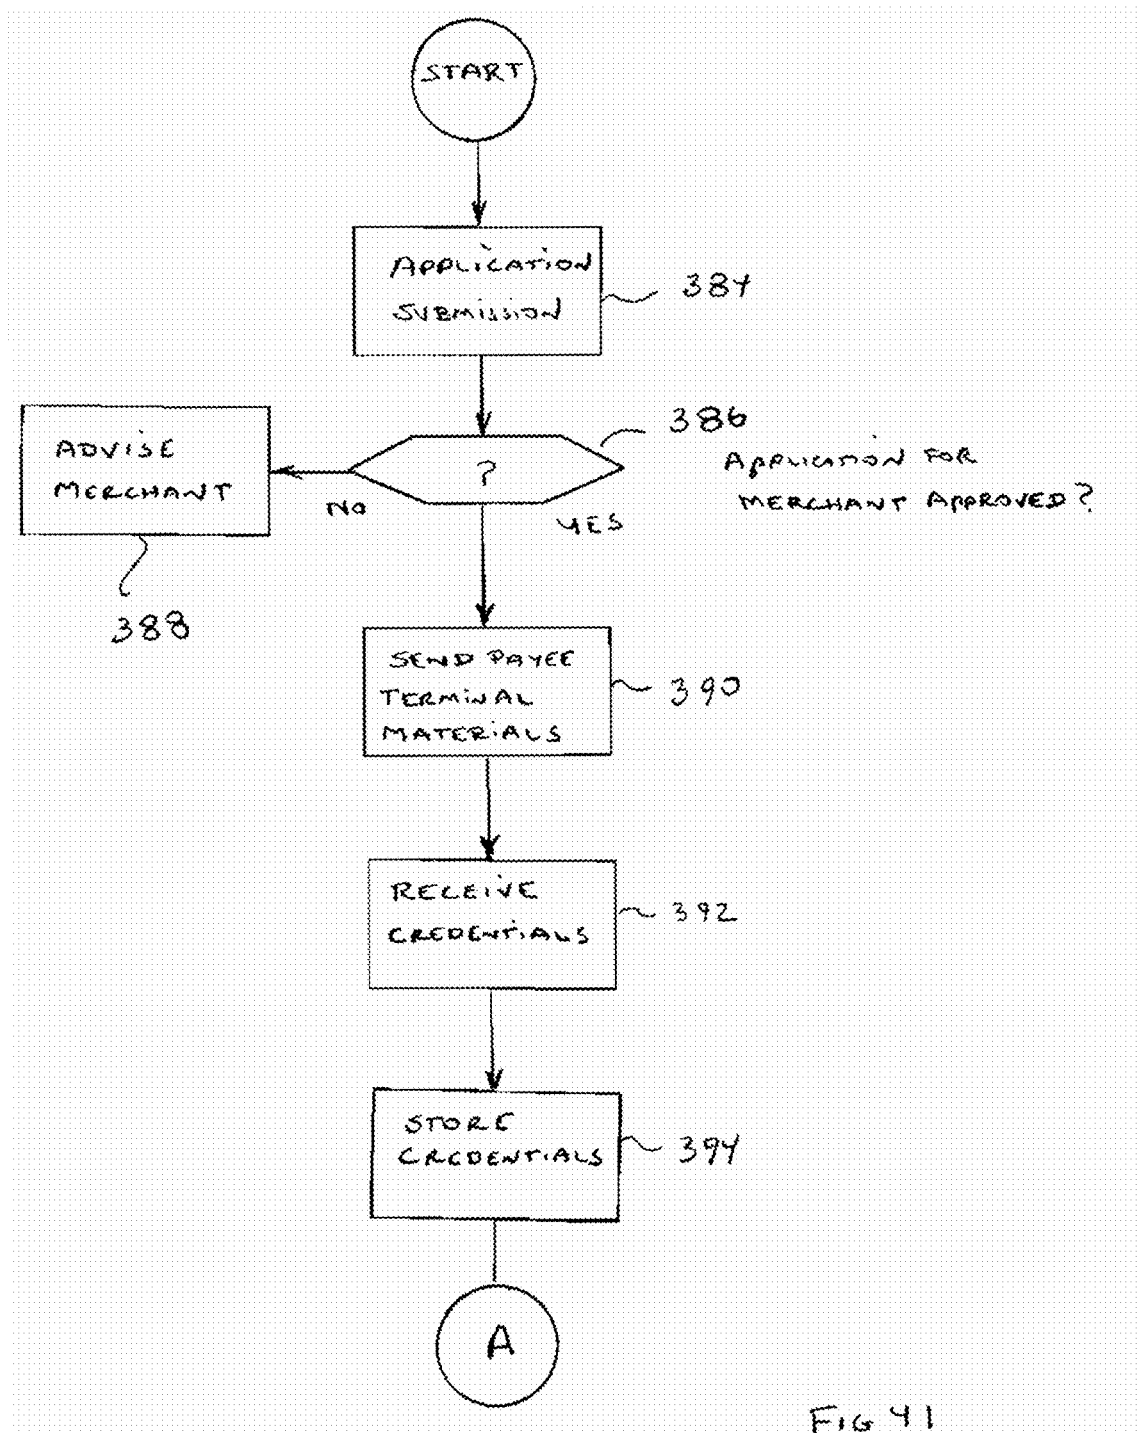 START
APPLICATION
SUBMISSION
384
386
APPLICATION FOR
MERCHANT APPROVED?
?
ADVISE
MERCHANT
NO
YES
388
SEND PAYEE
TERMINAL
MATERIALS
390
RECEIVE
CREDENTIALS
392
STORE
CREDENTIALS
394
A
FIG 41